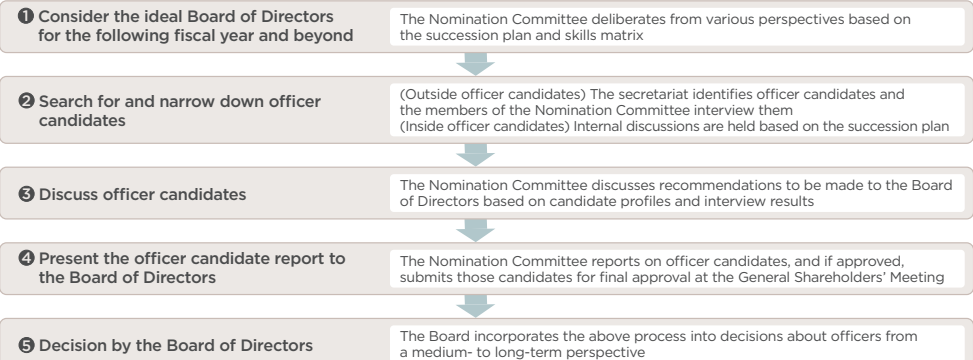 ❶ Consider the ideal Board of Directors
for the following fiscal year and beyond
The Nomination Committee deliberates from various perspectives based on
the succession plan and skills matrix
❷ Search for and narrow down officer
candidates
(Outside officer candidates) The secretariat identifies officer candidates and
the members of the Nomination Committee interview them
(Inside officer candidates) Internal discussions are held based on the succession plan
❸ Discuss officer candidates
The Nomination Committee discusses recommendations to be made to the Board
of Directors based on candidate profiles and interview results
❹ Present the officer candidate report to
the Board of Directors
The Nomination Committee reports on officer candidates, and if approved,
submits those candidates for final approval at the General Shareholders’ Meeting
❺ Decision by the Board of Directors
The Board incorporates the above process into decisions about officers from
a medium- to long-term perspective